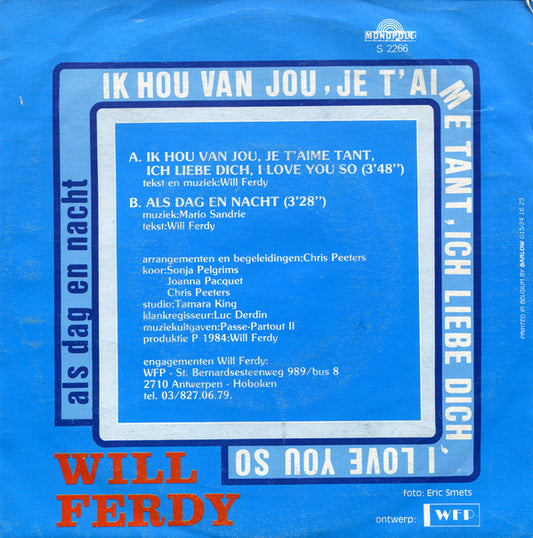 MONOPOLE
S 2266
IK HOU VAN JOU, JE T'AIME TANT, ICH LIEBE DICH, I LOVE YOU SO
als dag en nacht
A. IK HOU VAN JOU, JE T'AIME TANT,
ICH LIEBE DICH, I LOVE YOU SO (3'48")
tekst en muziek:Will Ferdy
B. ALS DAG EN NACHT (3'28")
muziek:Mario Sandrie
tekst:Will Ferdy
arrangementen en begeleidingen:Chris Peeters
koor:Sonja Pelgrims
Joanna Pacquet
Chris Peeters
studio:Tamara King
klankregisseur:Luc Derdin
muziekuitgaven:Passe-Partout II
produktie P 1984:Will Ferdy
engagementen Will Ferdy:
WFP - St. Bernardsesteenweg 989/bus 8
2710 Antwerpen - Hoboken
tel. 03/827.06.79.
PRINTED IN BELGIUM BY BARLOW 015/24 16 25
WILL
FERDY
foto: Eric Smets
ontwerp: WFP